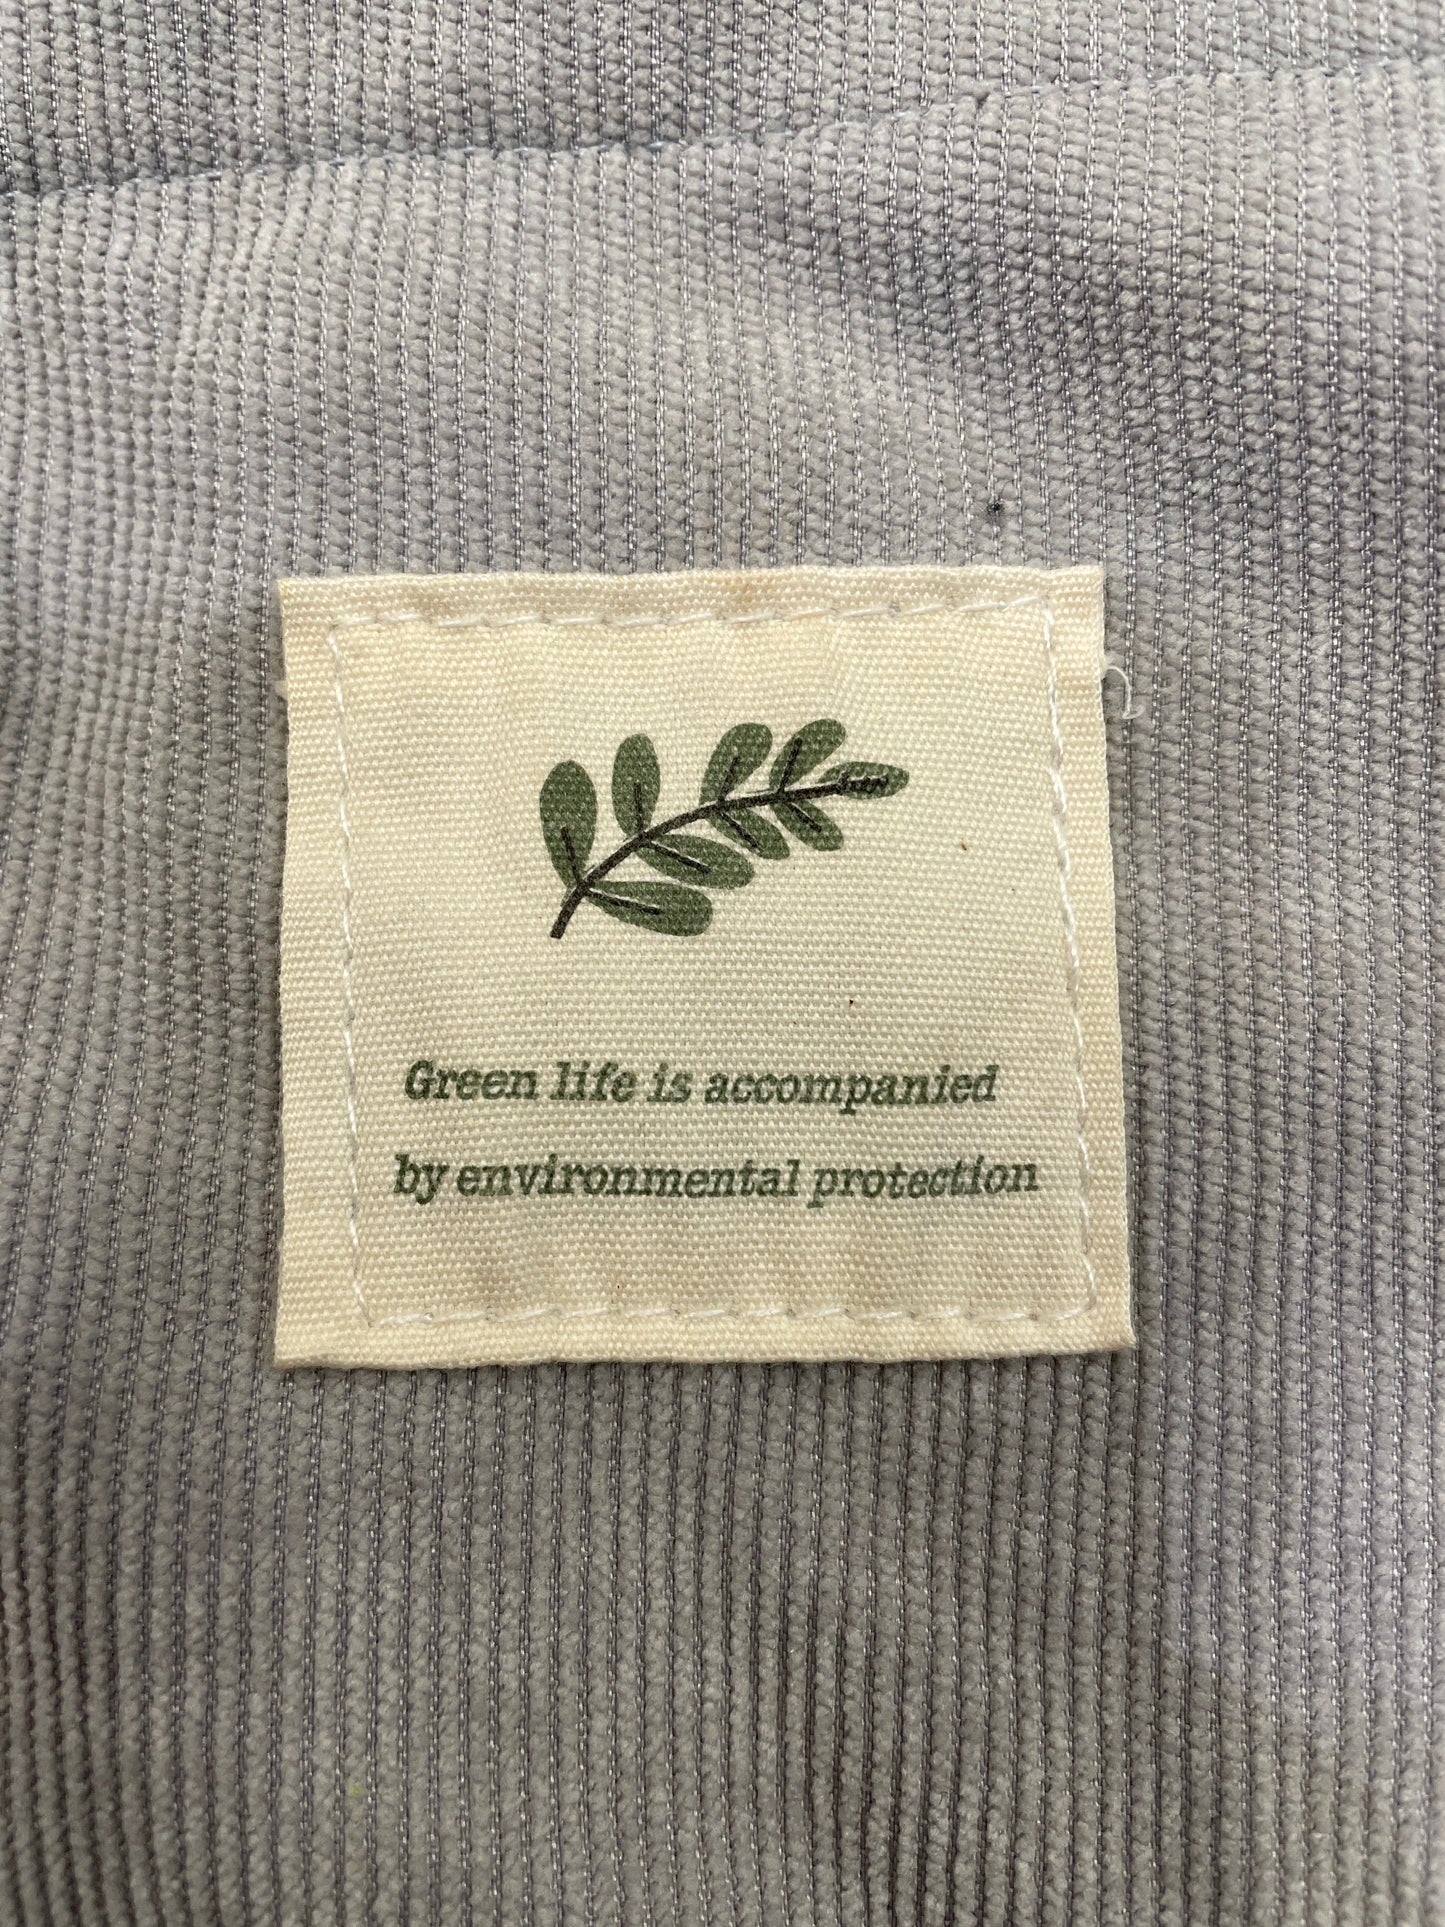 Green life is accompanied
by environmental protection